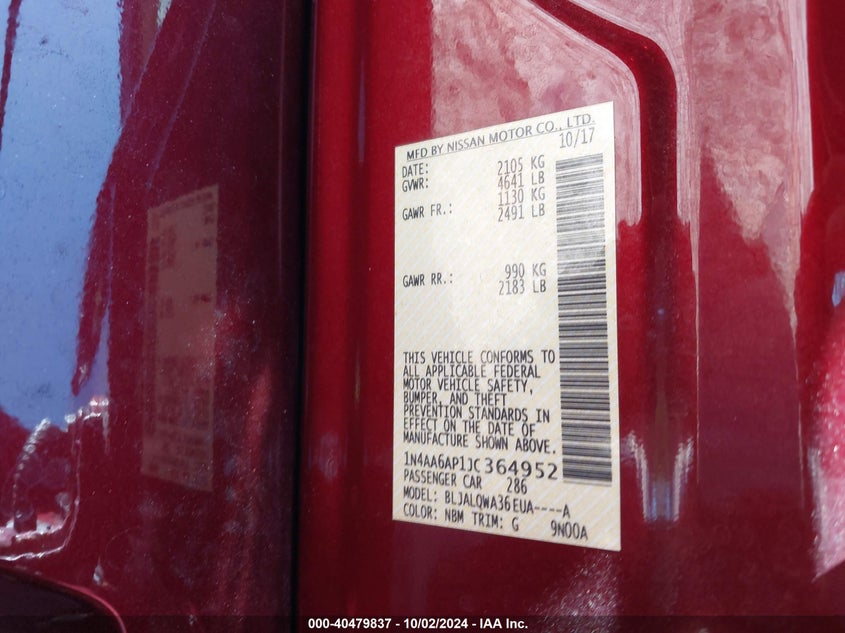 MFD BY NISSAN MOTOR CO., LTD.
DATE: 10/17
GVWR: 2105 KG
4641 LB
GAWR FR.: 1130 KG
2491 LB
GAWR RR.: 990 KG
2183 LB
THIS VEHICLE CONFORMS TO
ALL APPLICABLE FEDERAL
MOTOR VEHICLE SAFETY,
BUMPER, AND THEFT
PREVENTION STANDARDS IN
EFFECT ON THE DATE OF
MANUFACTURE SHOWN ABOVE.
1N4AA6AP1JC364952
PASSENGER CAR 286
MODEL: BLJALQWA36EUA----A
COLOR: NBM TRIM: G 9N00A
000-40479837 - 10/02/2024 - IAA Inc.